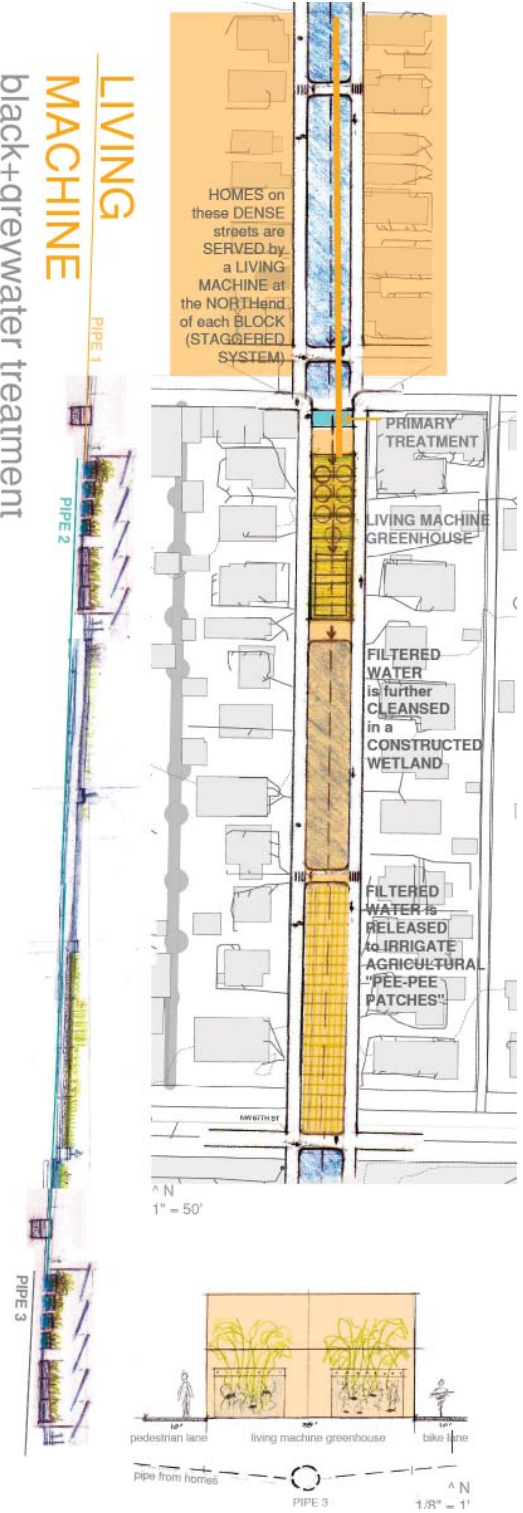 LIVING
MACHINE
black+greywater treatment
PIPE 1
PIPE 2
PIPE 3
HOMES on
these DENSE
streets are
SERVED by
a LIVING
MACHINE at
the NORTHend
of each BLOCK
(STAGGERED
SYSTEM)
PRIMARY
TREATMENT
LIVING MACHINE
GREENHOUSE
FILTERED
WATER
is further
CLEANSED
in a
CONSTRUCTED
WETLAND
FILTERED
WATER is
RELEASED
to IRRIGATE
AGRICULTURAL
"PEE-PEE
PATCHES"
NW 67TH ST
^ N
1" = 50'
10'
10'
pedestrian lane
living machine greenhouse
bike lane
pipe from homes
PIPE 3
^ N
1/8" = 1'